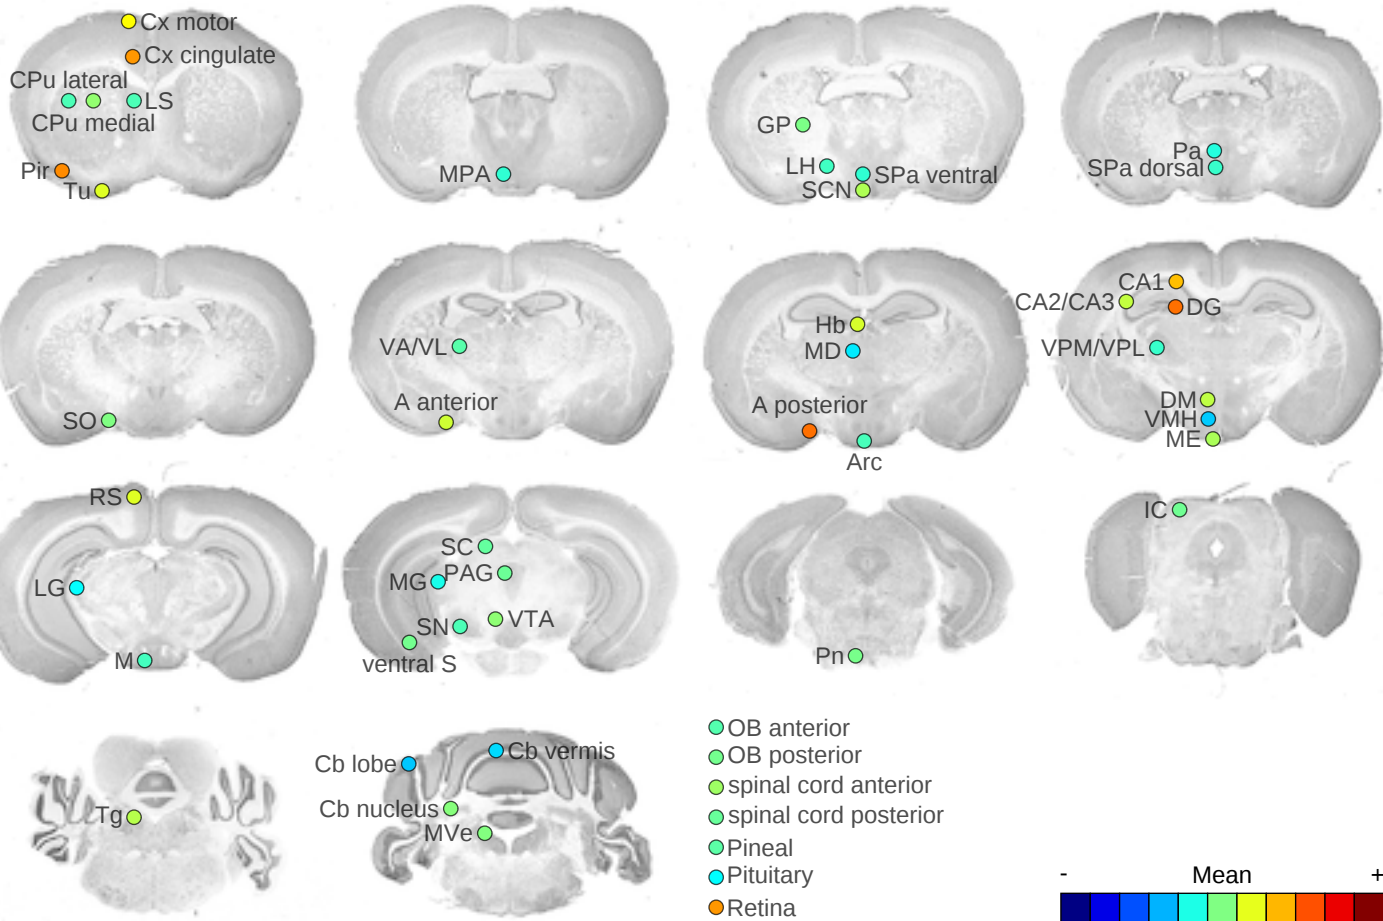 Cx motor
Cx cingulate
CPu lateral
LS
CPu medial
Pir
Tu
MPA
GP
LH
SPa ventral
SCN
Pa
SPa dorsal
SO
VA/VL
A anterior
Hb
MD
A posterior
Arc
CA1
CA2/CA3
DG
VPM/VPL
DM
VMH
ME
RS
LG
M
SC
MG
PAG
SN
VTA
ventral S
Pn
IC
Tg
Cb lobe
Cb vermis
Cb nucleus
MVe
OB anterior
OB posterior
spinal cord anterior
spinal cord posterior
Pineal
Pituitary
Retina
- Mean +